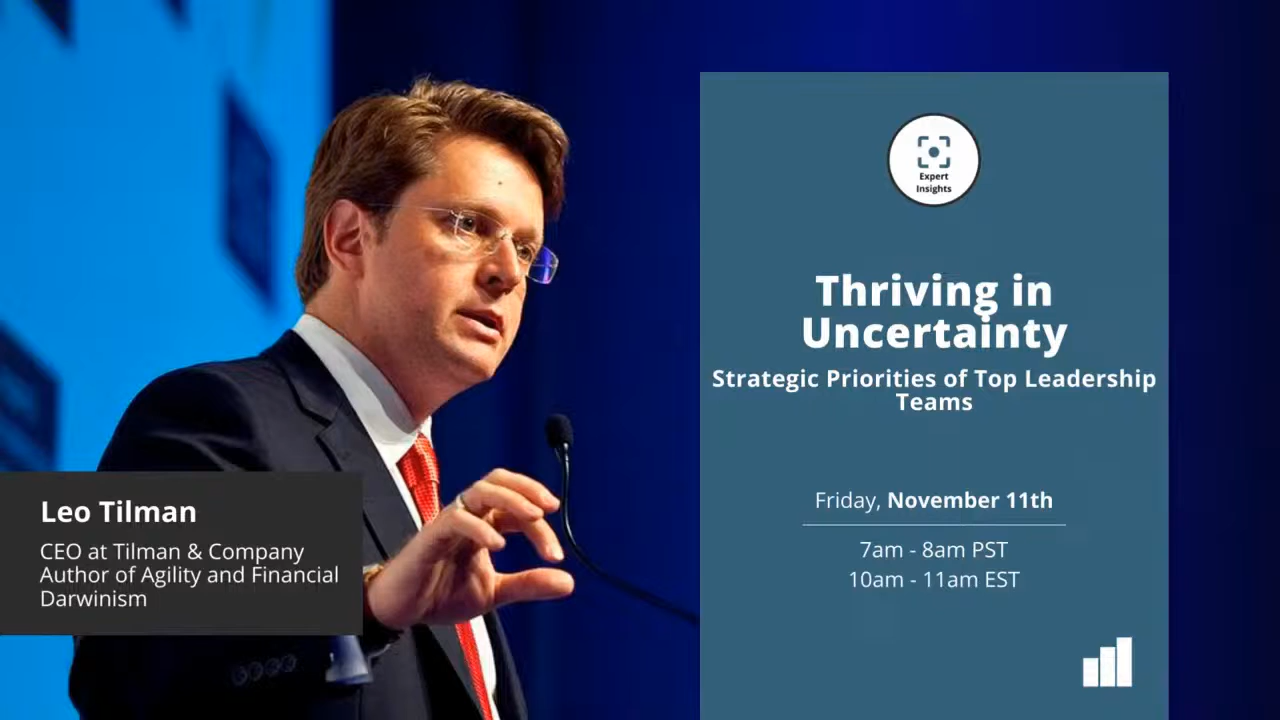 Expert
Insights
Thriving in
Uncertainty
Strategic Priorities of Top Leadership
Teams
Friday, November 11th
7am - 8am PST
10am - 11am EST
Leo Tilman
CEO at Tilman & Company
Author of Agility and Financial
Darwinism